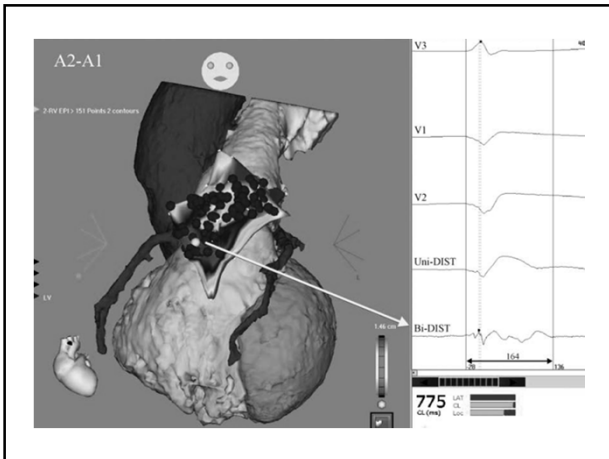 A2-A1
2-RV EPI > 151 Points 2 contours
LV
1.46 cm
V3
V1
V2
Uni-DIST
Bi-DIST
164
-28
136
775
CL (ms)
LAT
CL
Loc